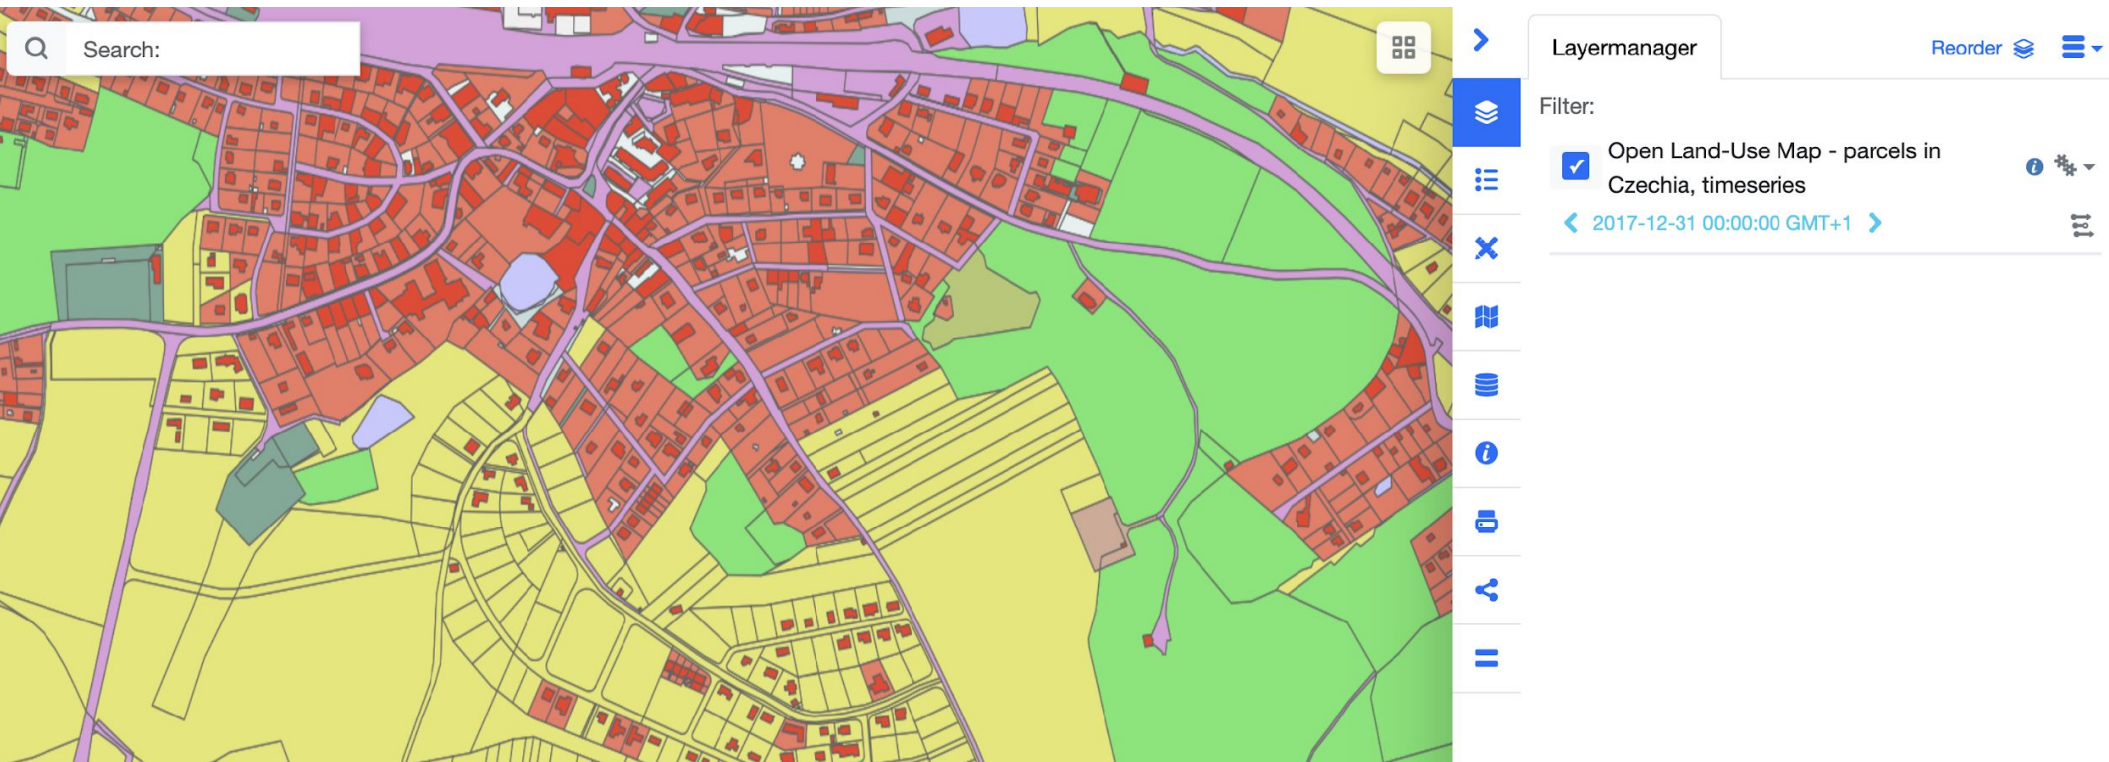 Search:
Layermanager
Reorder
Filter:
Open Land-Use Map - parcels in
Czechia, timeseries
2017-12-31 00:00:00 GMT+1